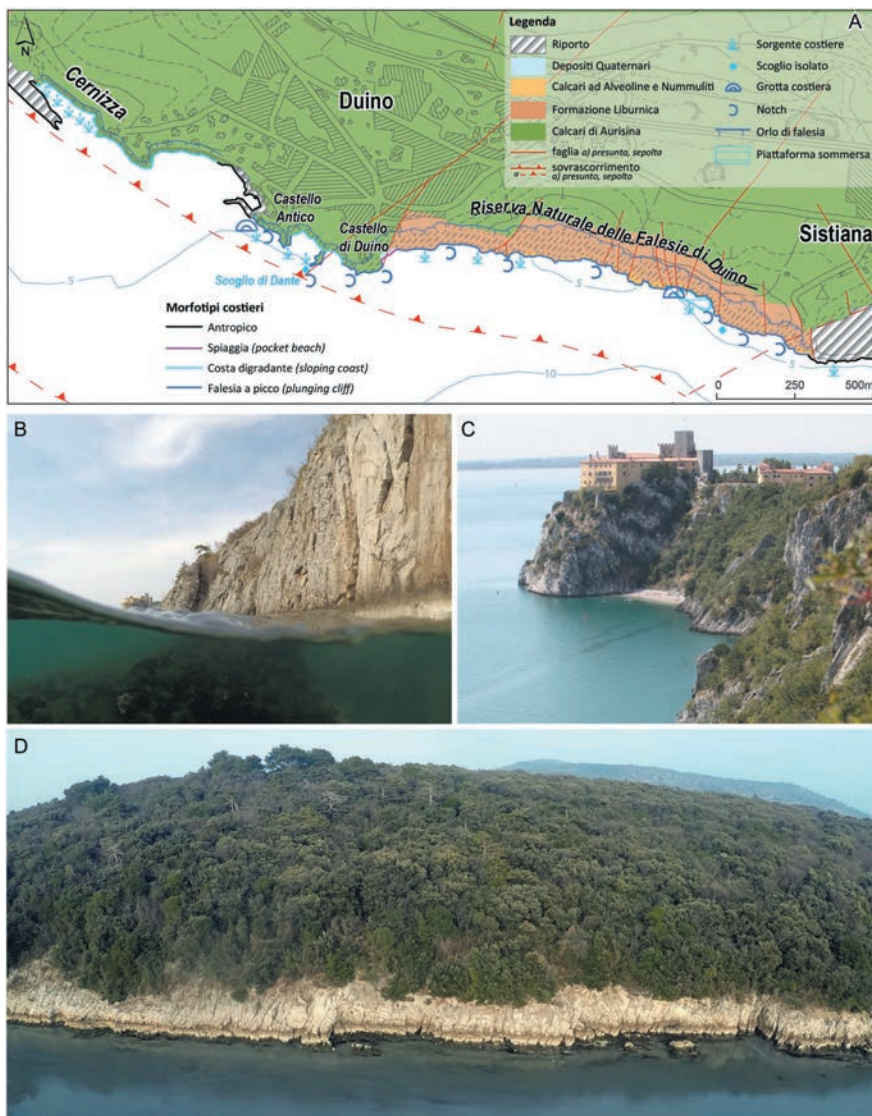 A
Legenda
Riporto
Depositi Quaternari
Calcari ad Alveoline e Nummuliti
Formazione Liburnica
Calcari di Aurisina
faglia a) presunto, sepolta
sovrascorrimento
a) presunto, sepolto
Sorgente costiere
Scoglio isolato
Grotta costiera
Notch
Orlo di falesia
Piattaforma sommersa
N
Cernizza
Duino
Castello
Antico
Castello
di Duino
Riserva Naturale delle Falesie di Duino
Sistiana
Scoglio di Dante
5
5
5
10
Morfotipi costieri
Antropico
Spiaggia (pocket beach)
Costa digradante (sloping coast)
Falesia a picco (plunging cliff)
0 250 500m
B
C
D